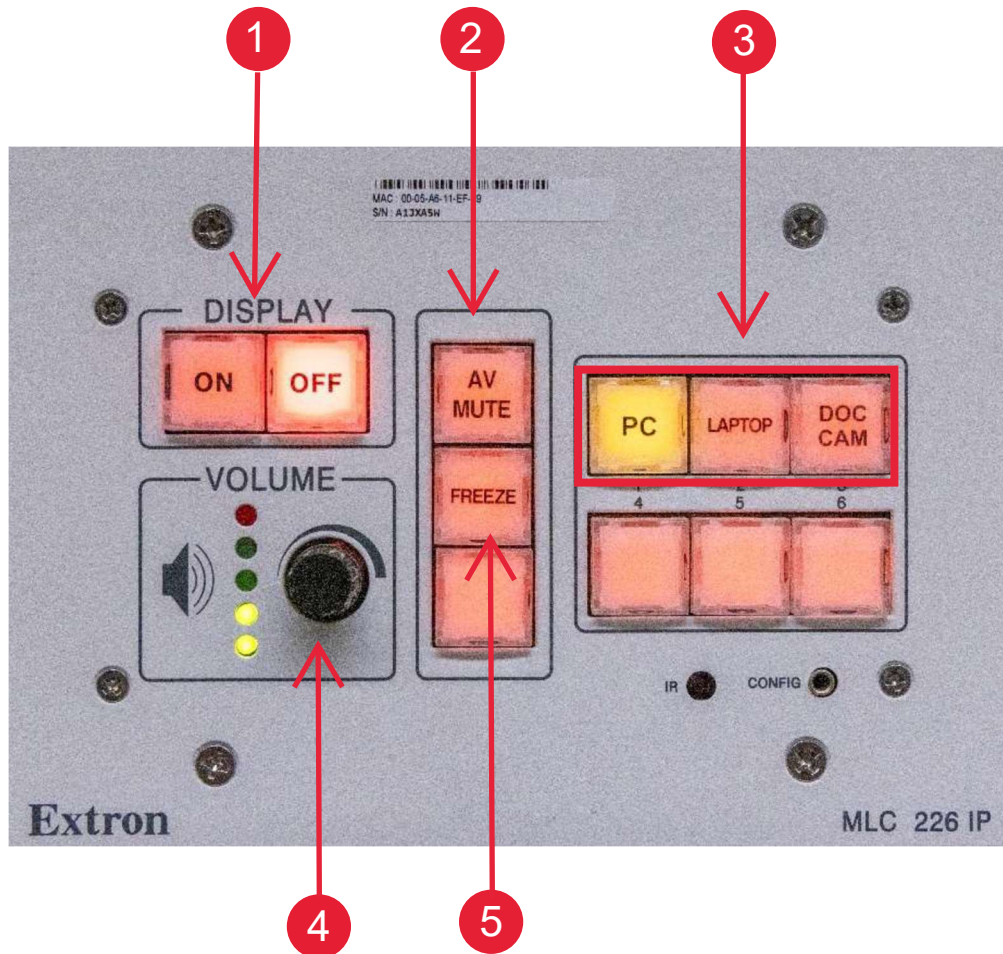 1
2
3
MAC : 00-05-A6-11-EF- 9
S/N : A13XA5W
DISPLAY
ON
OFF
AV
MUTE
FREEZE
PC
LAPTOP
DOC
CAM
4
5
6
VOLUME
IR
CONFIG
Extron
MLC 226 IP
4
5